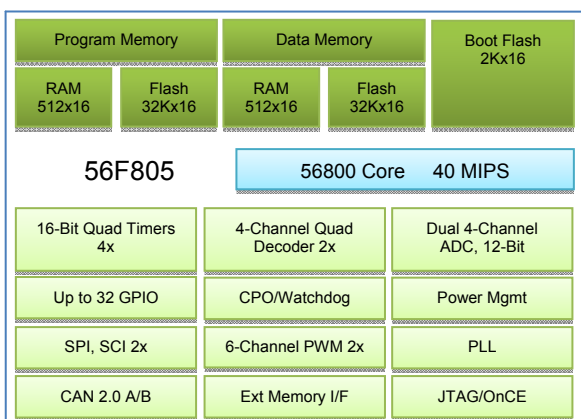 Program Memory
Data Memory
Boot Flash
2Kx16
RAM
512x16
Flash
32Kx16
RAM
512x16
Flash
32Kx16
56F805
56800 Core 40 MIPS
16-Bit Quad Timers
4x
4-Channel Quad
Decoder 2x
Dual 4-Channel
ADC, 12-Bit
Up to 32 GPIO
CPO/Watchdog
Power Mgmt
SPI, SCI 2x
6-Channel PWM 2x
PLL
CAN 2.0 A/B
Ext Memory I/F
JTAG/OnCE